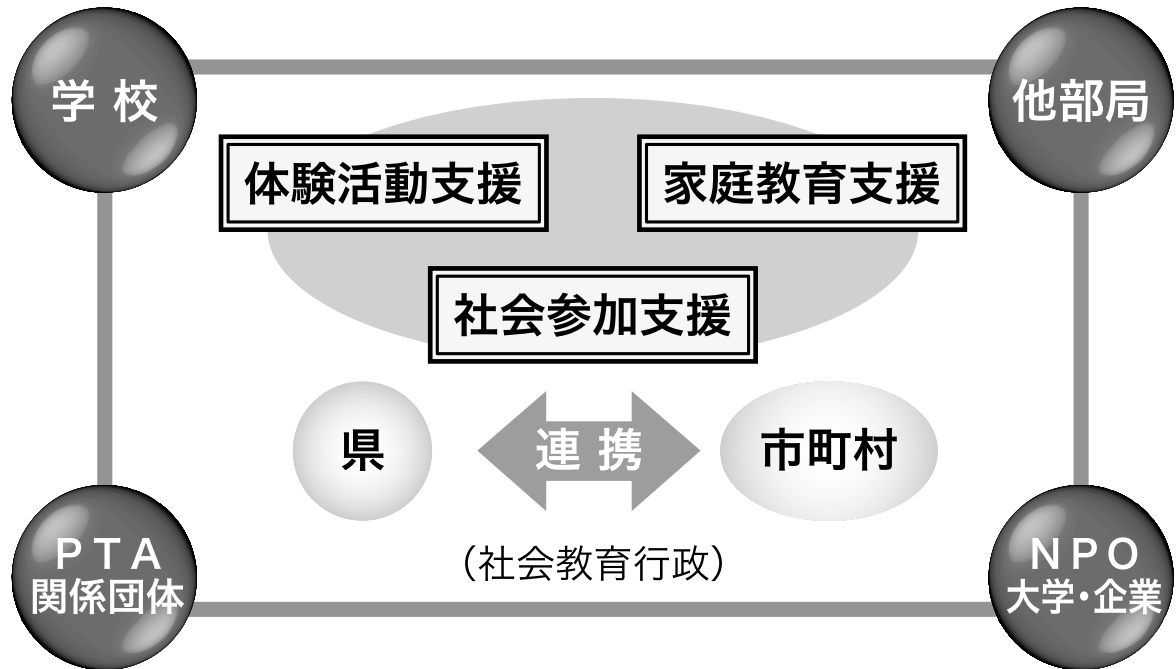 学校
他部局
体験活動支援
家庭教育支援
社会参加支援
県
連携
市町村
(社会教育行政)
PTA
関係団体
NPO
大学・企業